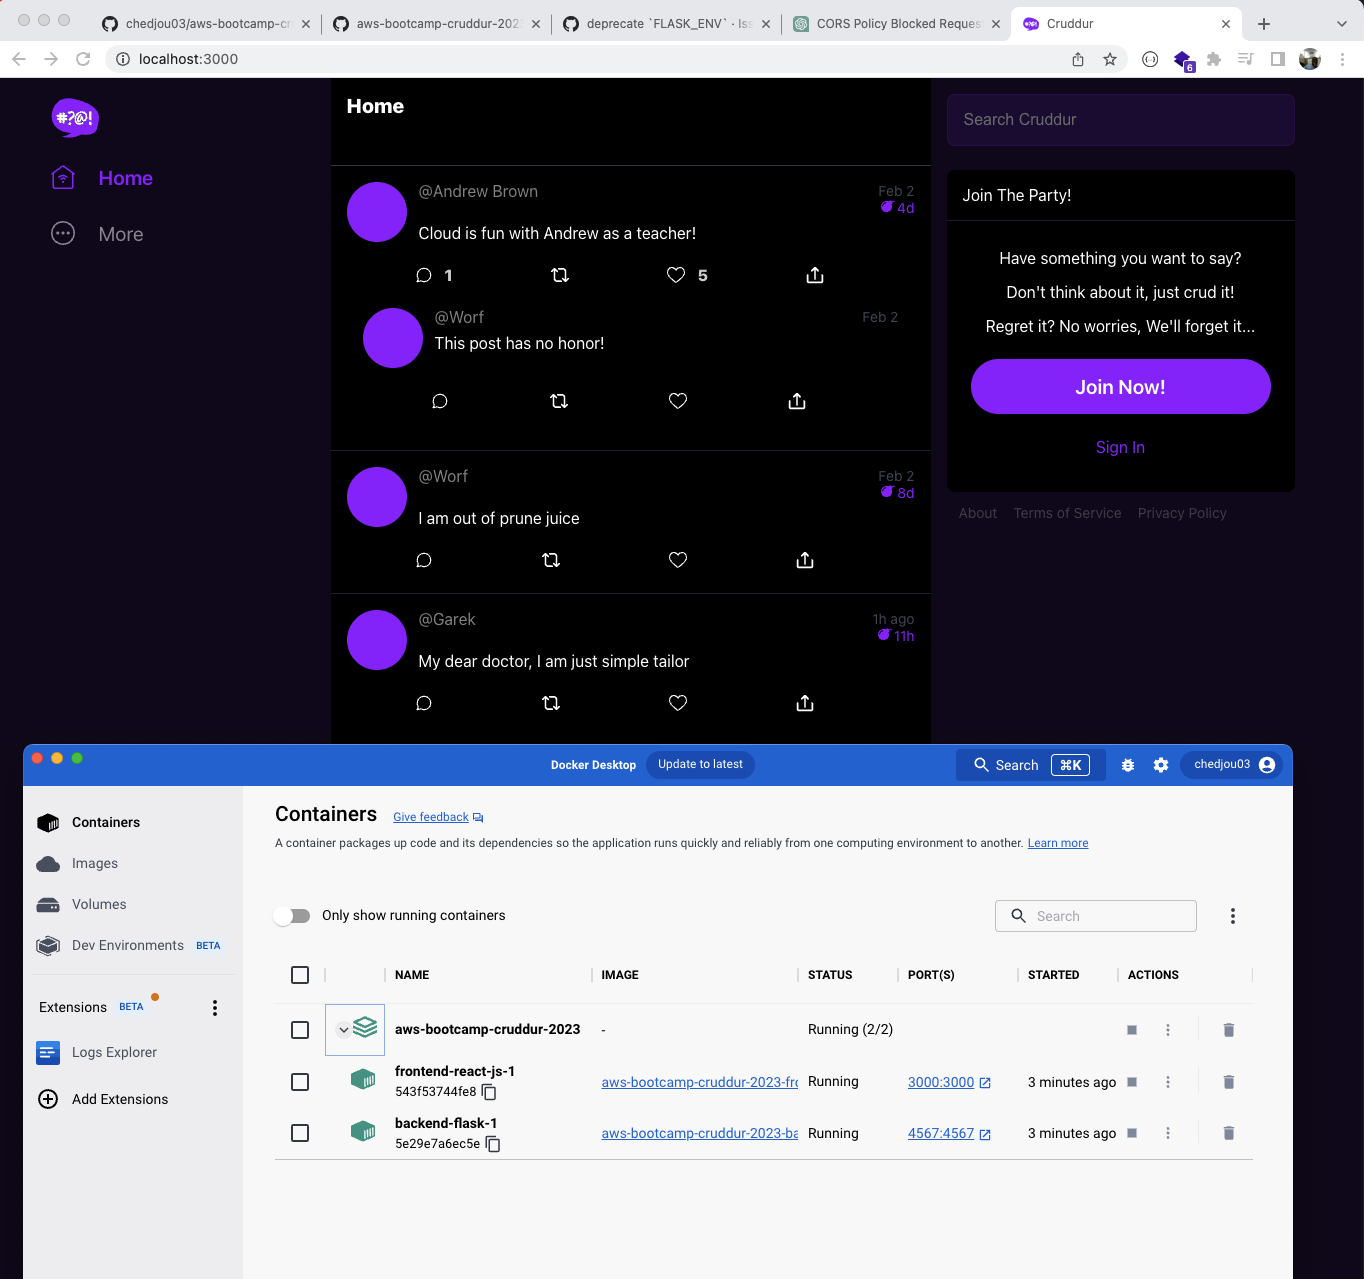 chedjou03/aws-bootcamp-cr
aws-bootcamp-cruddur-202
deprecate `FLASK_ENV` · Iss
CORS Policy Blocked Reques
Cruddur
localhost:3000
6
#?@!
Home
More
Home
@Andrew Brown
Feb 2
4d
Cloud is fun with Andrew as a teacher!
1
5
@Worf
Feb 2
This post has no honor!
@Worf
Feb 2
8d
I am out of prune juice
@Garek
1h ago
11h
My dear doctor, I am just simple tailor
Search Cruddur
Join The Party!
Have something you want to say?
Don't think about it, just crud it!
Regret it? No worries, We'll forget it...
Join Now!
Sign In
About Terms of Service Privacy Policy
Docker Desktop Update to latest
Search ⌘K
chedjou03
Containers
Images
Volumes
Dev Environments BETA
Extensions BETA
Logs Explorer
Add Extensions
Containers Give feedback
A container packages up code and its dependencies so the application runs quickly and reliably from one computing environment to another. Learn more
Only show running containers
Search
NAME IMAGE STATUS PORT(S) STARTED ACTIONS
aws-bootcamp-cruddur-2023 - Running (2/2)
frontend-react-js-1
543f53744fe8
aws-bootcamp-cruddur-2023-fro Running 3000:3000 3 minutes ago
backend-flask-1
5e29e7a6ec5e
aws-bootcamp-cruddur-2023-ba Running 4567:4567 3 minutes ago